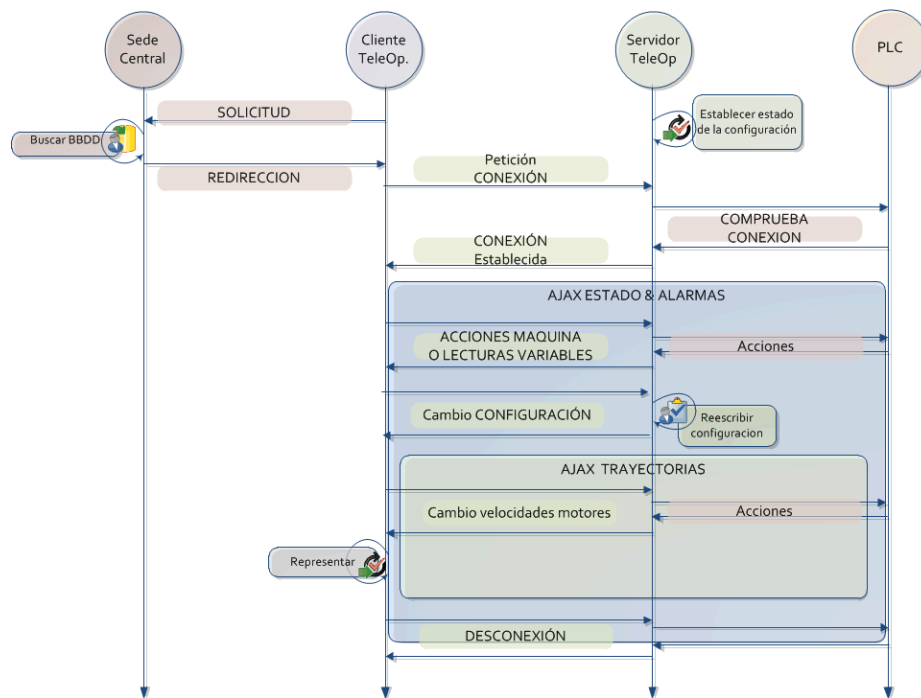 Sede
Central
Cliente
TeleOp.
Servidor
TeleOp
PLC
SOLICITUD
Establecer estado
de la configuración
Buscar BBDD
REDIRECCION
Petición
CONEXIÓN
COMPRUEBA
CONEXION
CONEXIÓN
Establecida
AJAX ESTADO & ALARMAS
ACCIONES MAQUINA
O LECTURAS VARIABLES
Acciones
Cambio CONFIGURACIÓN
Reescribir
configuracion
AJAX TRAYECTORIAS
Cambio velocidades motores
Acciones
Representar
DESCONEXIÓN